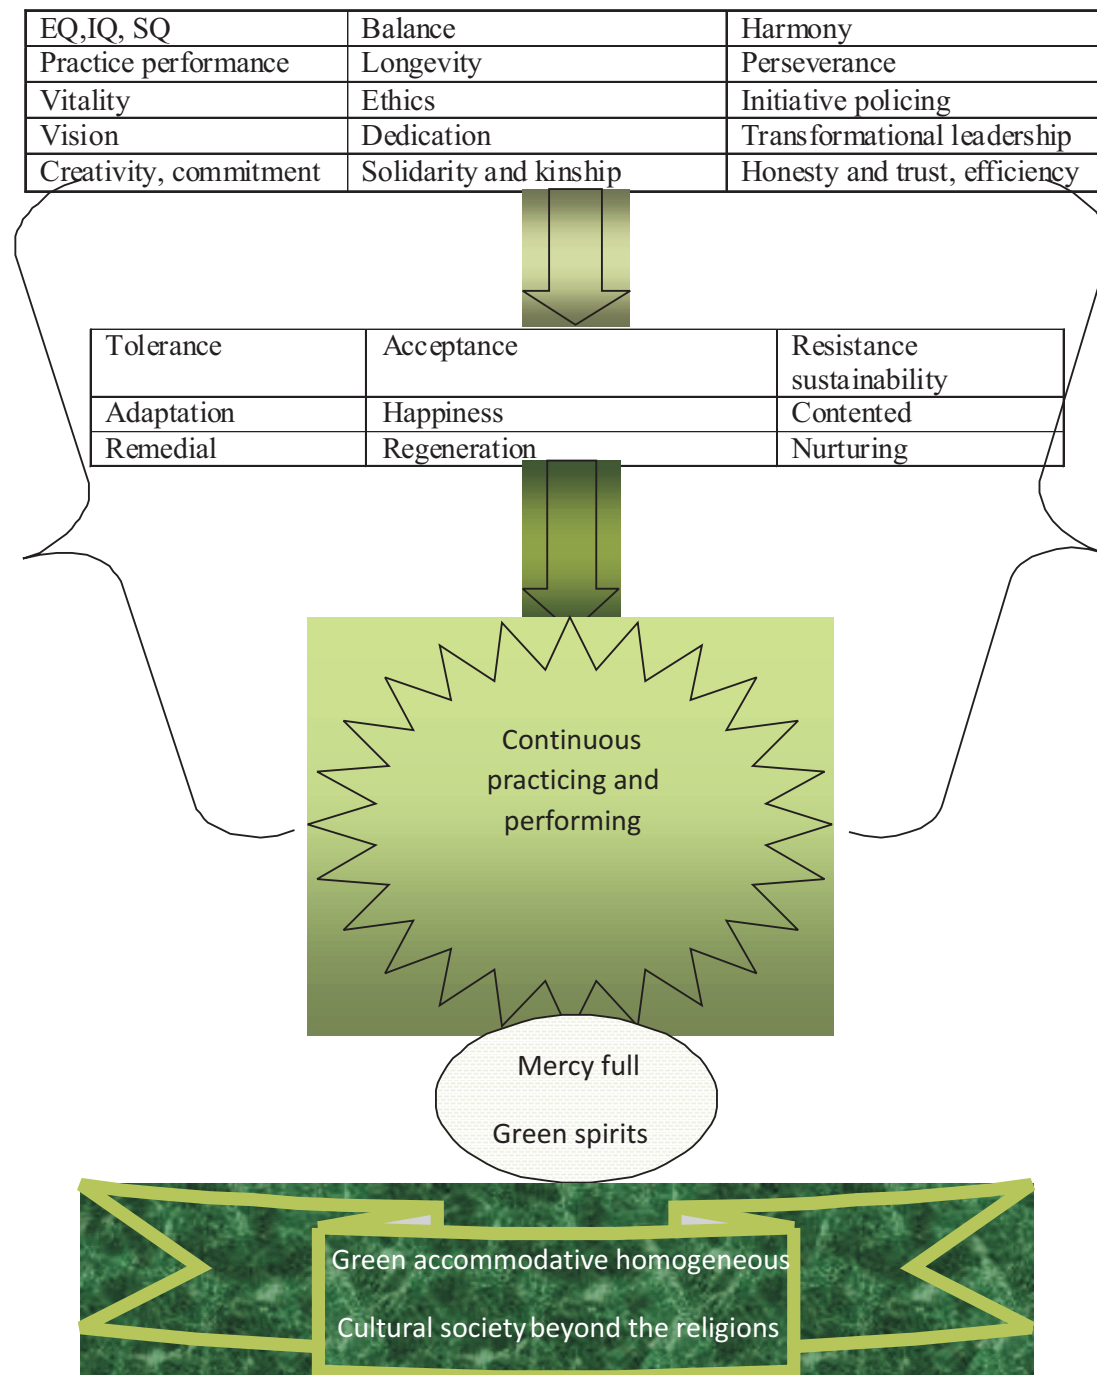 EQ,IQ, SQ Balance Harmony
Practice performance Longevity Perseverance
Vitality Ethics Initiative policing
Vision Dedication Transformational leadership
Creativity, commitment Solidarity and kinship Honesty and trust, efficiency
Tolerance Acceptance Resistance
sustainability
Adaptation Happiness Contented
Remedial Regeneration Nurturing
Continuous
practicing and
performing
Mercy full
Green spirits
Green accommodative homogeneous
Cultural society beyond the religions